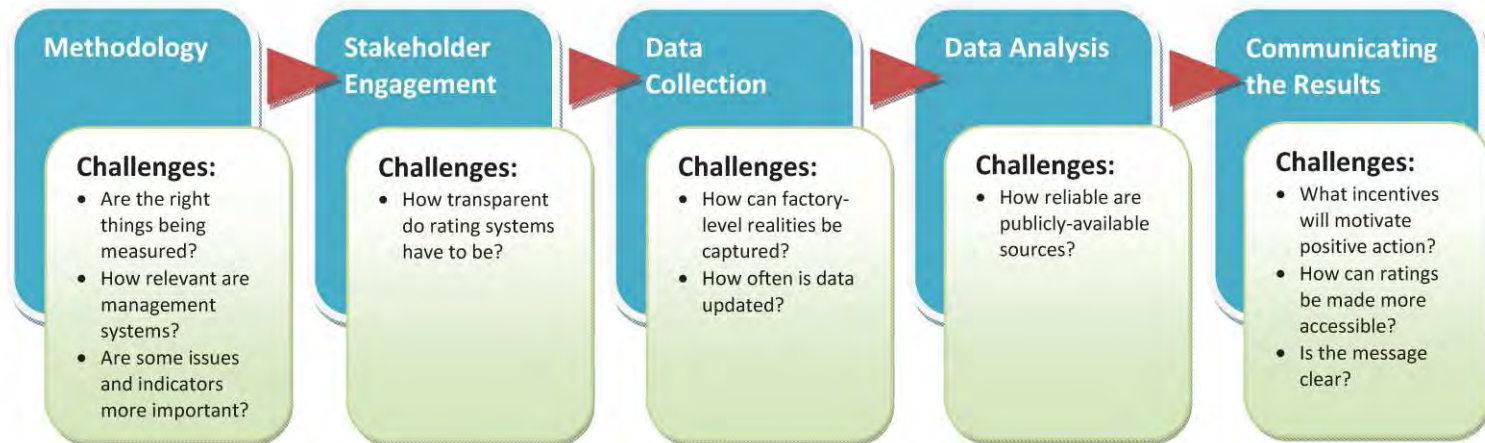 Methodology
Challenges:
• Are the right
things being
measured?
• How relevant are
management
systems?
• Are some issues
and indicators
more important?
Stakeholder
Engagement
Challenges:
• How transparent
do rating systems
have to be?
Data
Collection
Challenges:
• How can factory-
level realities be
captured?
• How often is data
updated?
Data Analysis
Challenges:
• How reliable are
publicly-available
sources?
Communicating
the Results
Challenges:
• What incentives
will motivate
positive action?
• How can ratings
be made more
accessible?
• Is the message
clear?